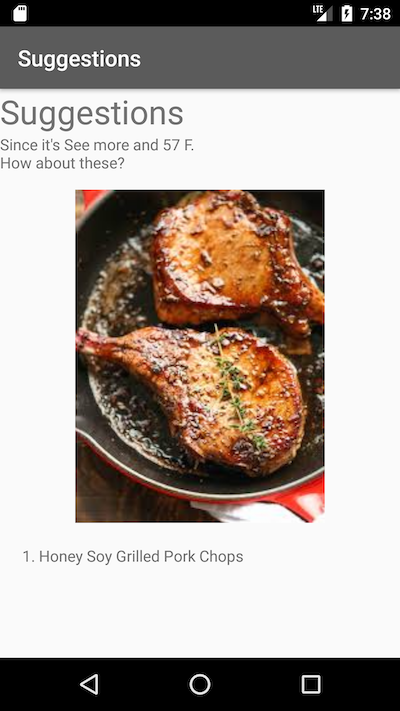 LTE 7:38
Suggestions
Suggestions
Since it's See more and 57 F.
How about these?
1. Honey Soy Grilled Pork Chops